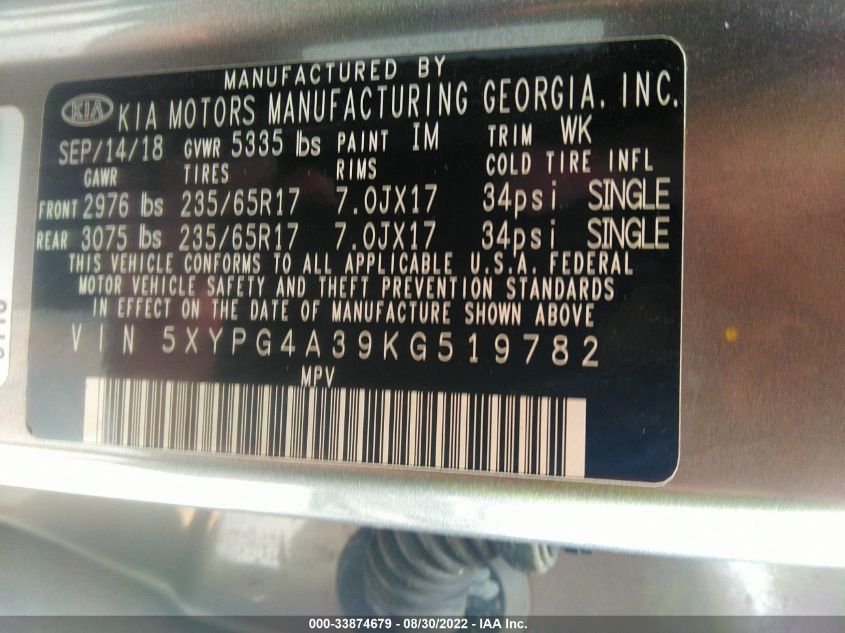 MANUFACTURED BY
KIA KIA MOTORS MANUFACTURING GEORGIA, INC.
SEP/14/18 GVWR 5335 lbs PAINT IM TRIM WK
GAWR TIRES RIMS COLD TIRE INFL
FRONT 2976 lbs 235/65R17 7.0JX17 34psi SINGLE
REAR 3075 lbs 235/65R17 7.0JX17 34psi SINGLE
THIS VEHICLE CONFORMS TO ALL APPLICABLE U.S.A. FEDERAL
MOTOR VEHICLE SAFETY AND THEFT PREVENTION STANDARDS
IN EFFECT ON THE DATE OF MANUFACTURE SHOWN ABOVE
VIN 5XYPG4A39KG519782
MPV
000-33874679 - 08/30/2022 - IAA Inc.